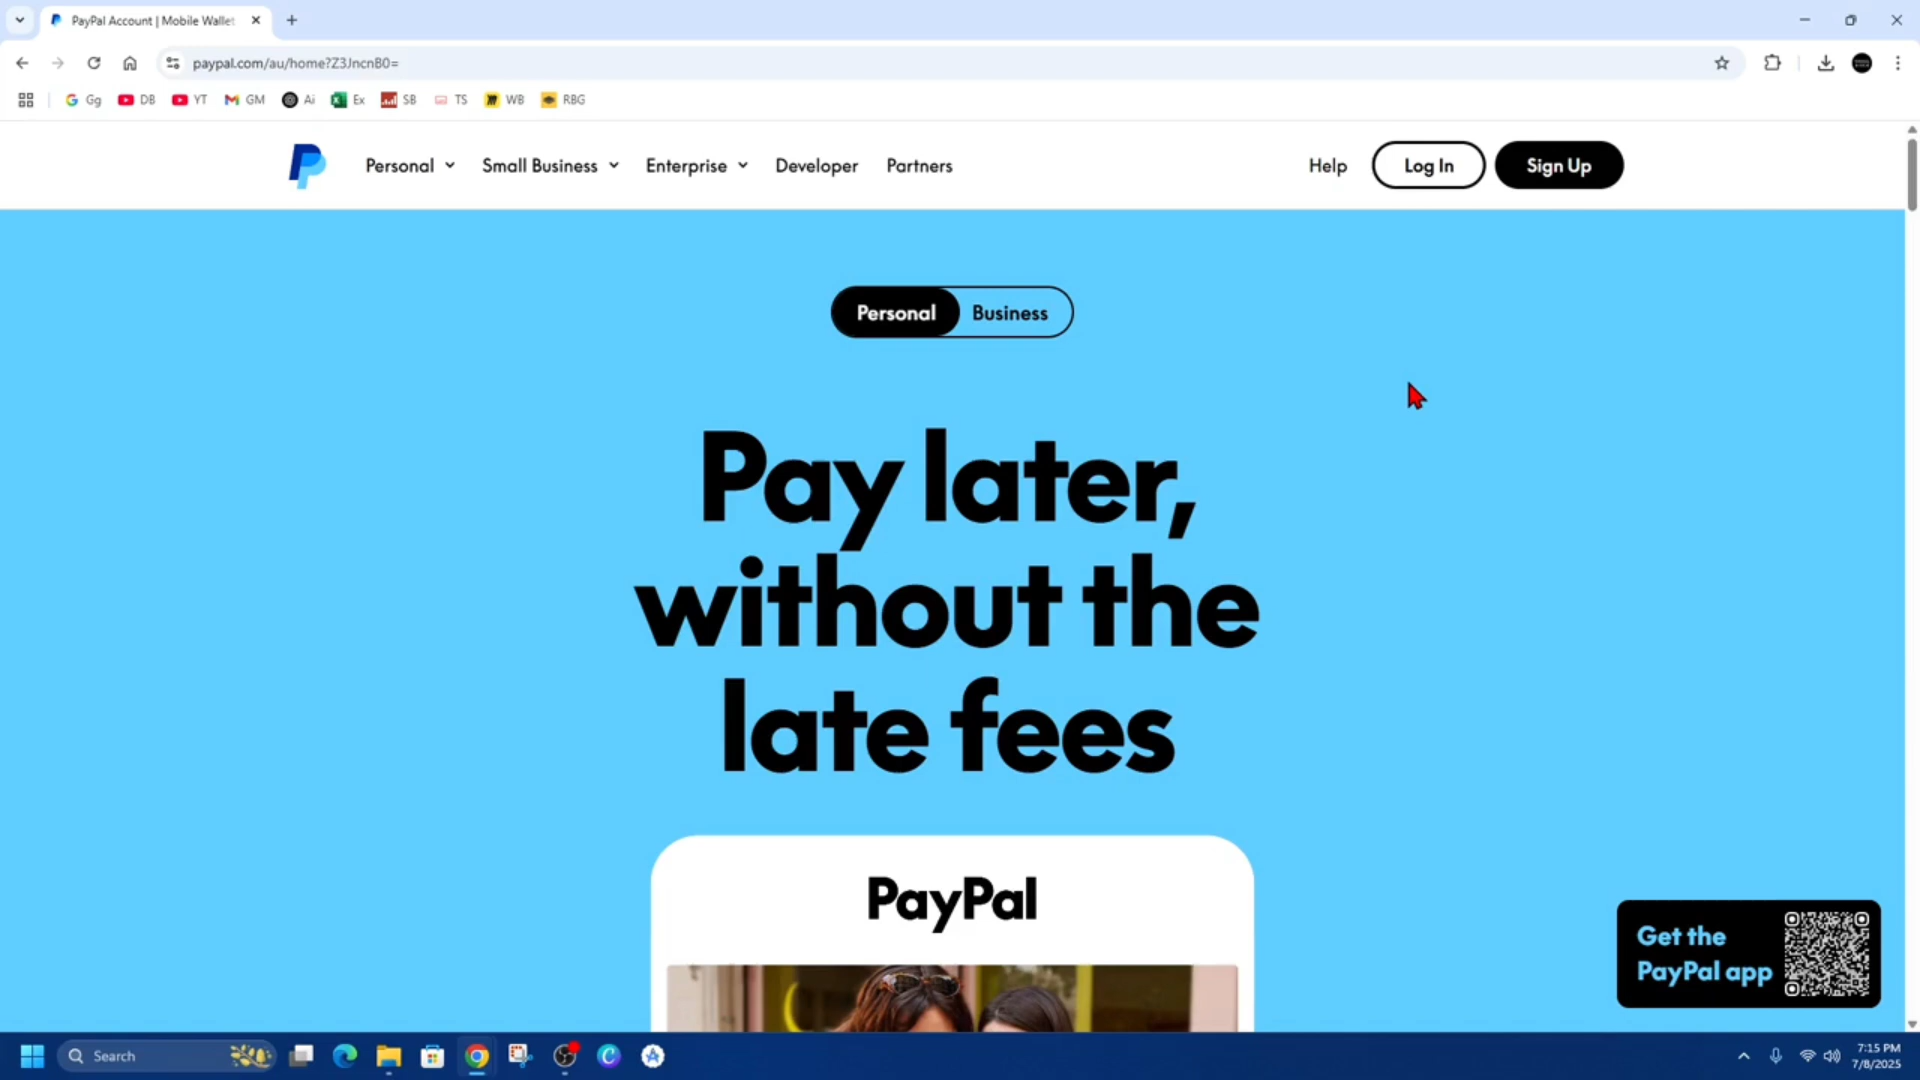 PayPal Account | Mobile Wallet
paypal.com/au/home?Z3JncnB0=
Gg DB YT GM Ai Ex SB TS WB RBG
Personal Small Business Enterprise Developer Partners Help Log In Sign Up
Personal Business
Pay later,
without the
late fees
PayPal
Get the
PayPal app
Search
7:15 PM
7/8/2025